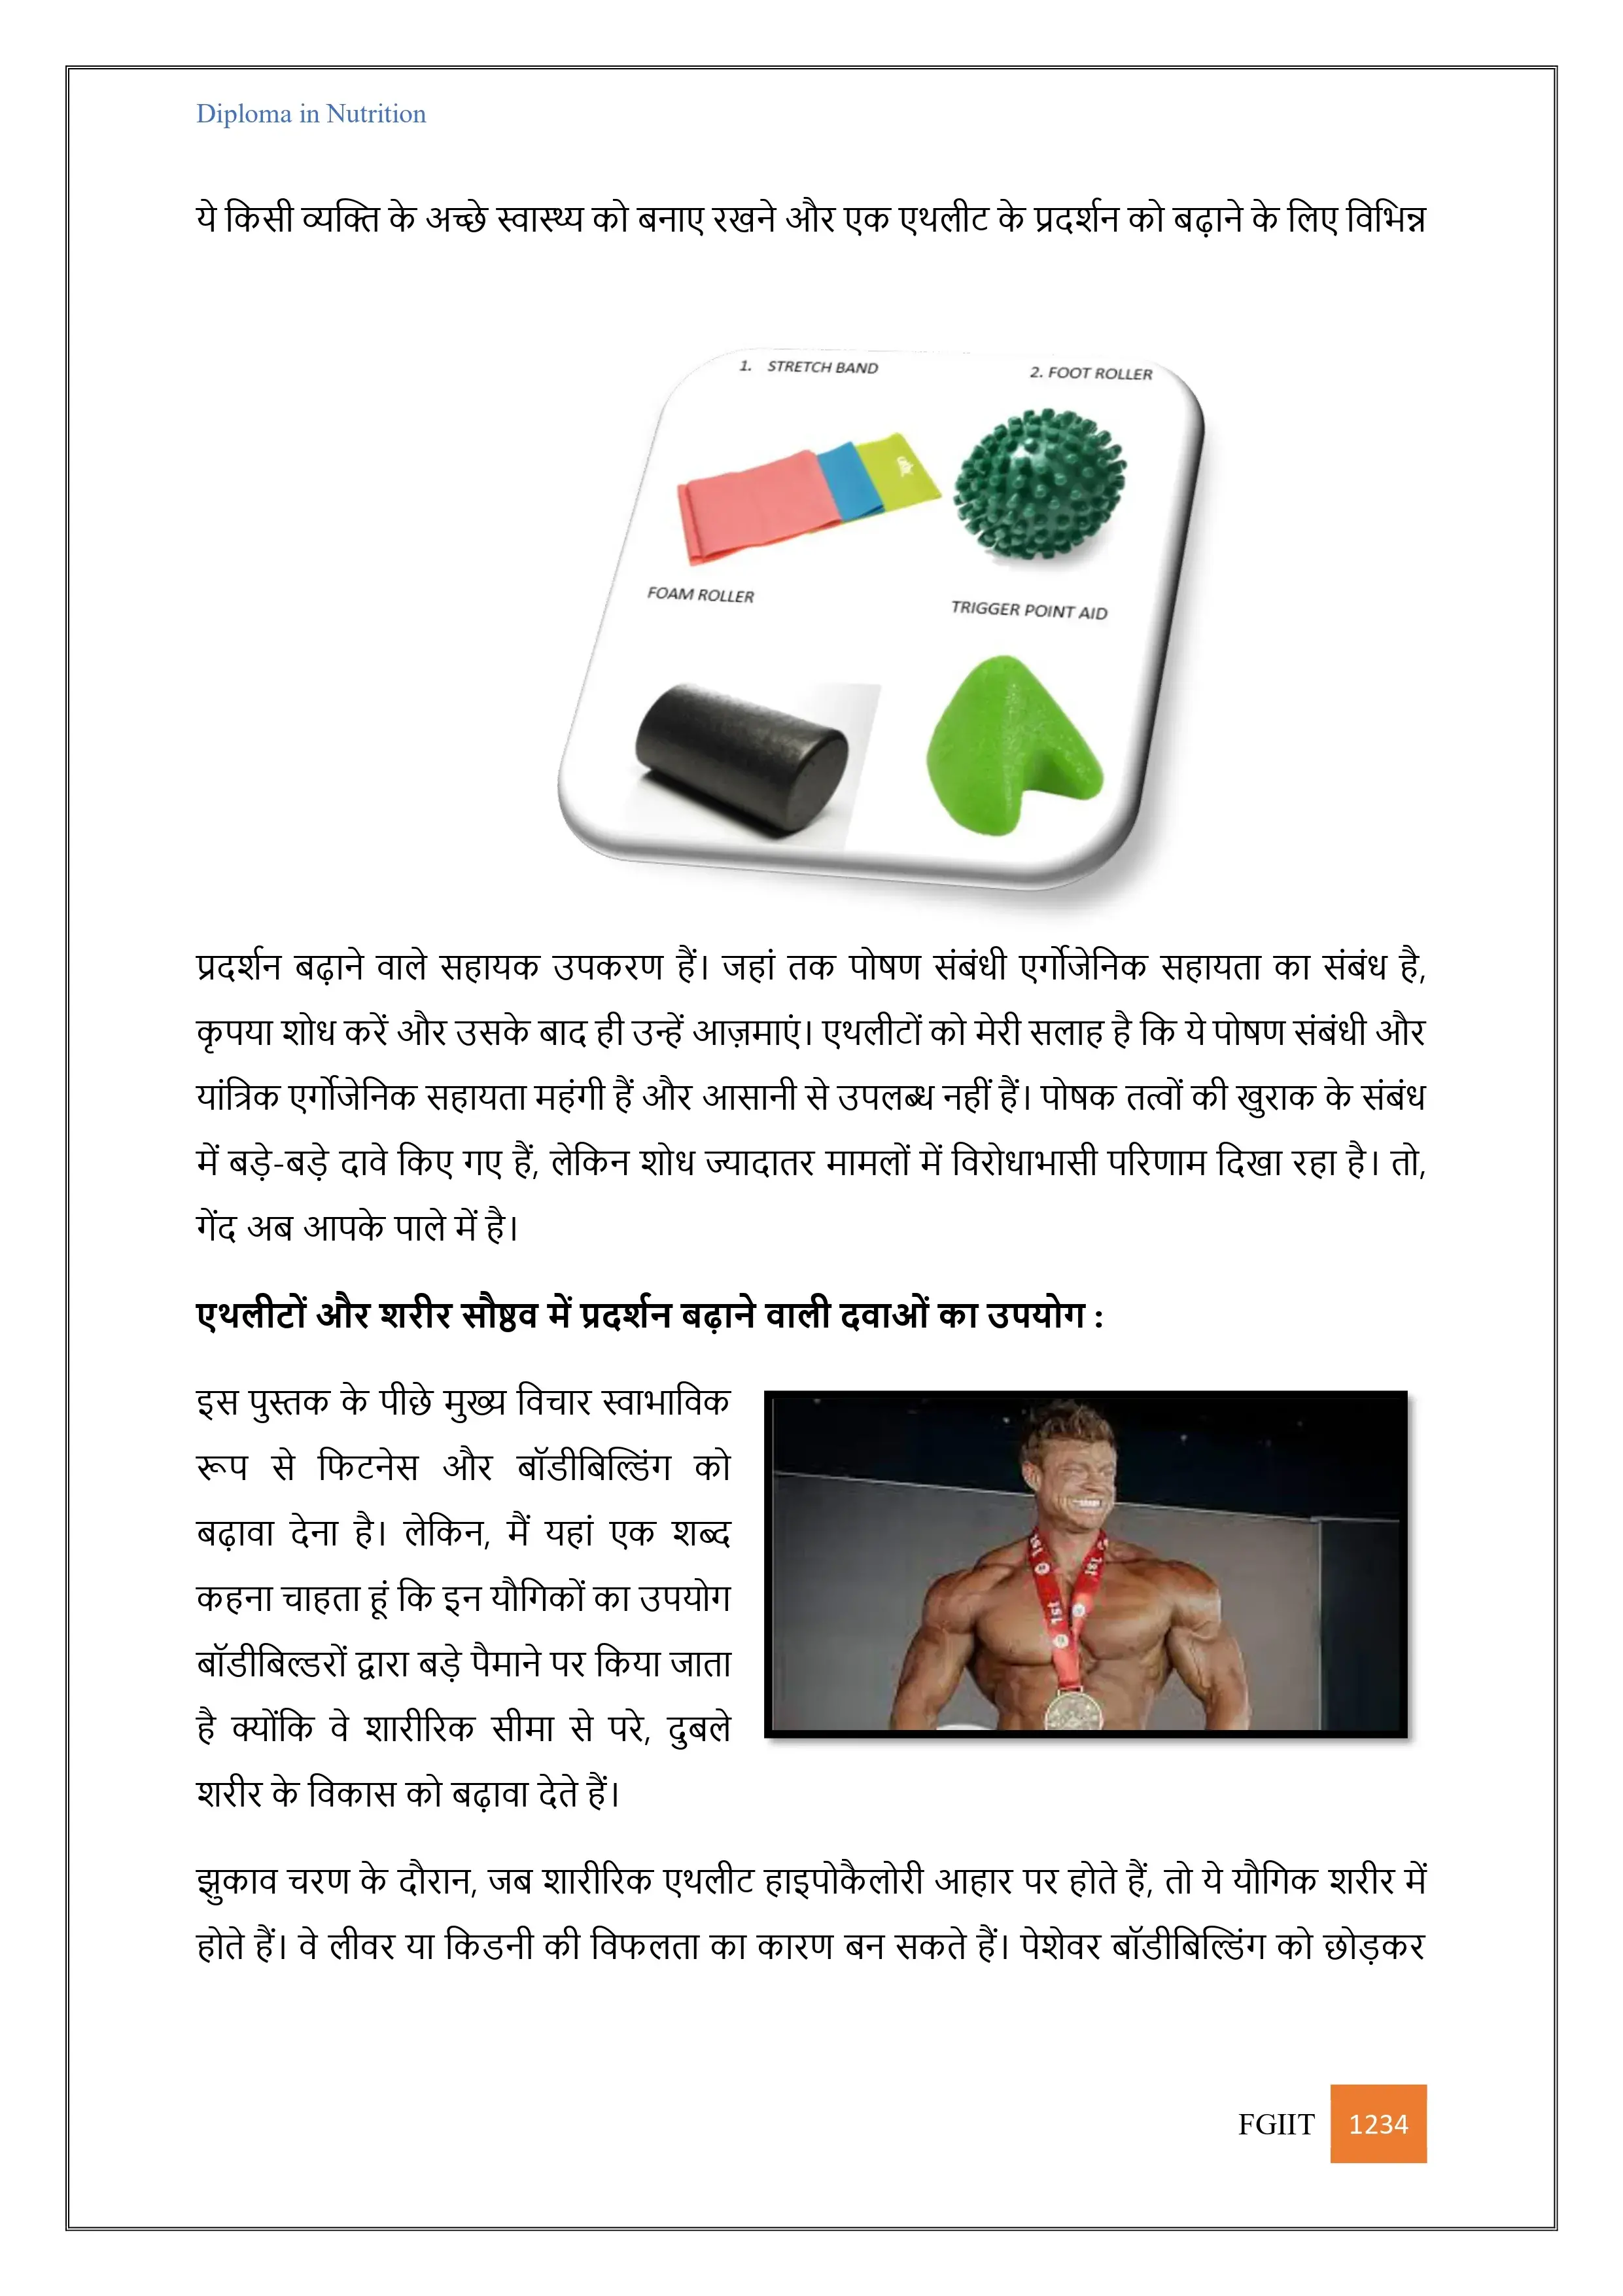 Diploma in Nutrition
ये किसी व्यक्ति के अच्छे स्वास्थ्य को बनाए रखने और एक एथलीट के प्रदर्शन को बढ़ाने के लिए विभिन्न
1. STRETCH BAND
2. FOOT ROLLER
FOAM ROLLER
TRIGGER POINT AID
प्रदर्शन बढ़ाने वाले सहायक उपकरण हैं। जहां तक पोषण संबंधी एर्गोजेनिक सहायता का संबंध है,
कृपया शोध करें और उसके बाद ही उन्हें आज़माएं। एथलीटों को मेरी सलाह है कि ये पोषण संबंधी और
यांत्रिक एर्गोजेनिक सहायता महंगी हैं और आसानी से उपलब्ध नहीं हैं। पोषक तत्वों की खुराक के संबंध
में बड़े-बड़े दावे किए गए हैं, लेकिन शोध ज्यादातर मामलों में विरोधाभासी परिणाम दिखा रहा है। तो,
गेंद अब आपके पाले में है।
एथलीटों और शरीर सौष्ठव में प्रदर्शन बढ़ाने वाली दवाओं का उपयोग :
इस पुस्तक के पीछे मुख्य विचार स्वाभाविक
रूप से फिटनेस और बॉडीबिल्डिंग को
बढ़ावा देना है। लेकिन, मैं यहां एक शब्द
कहना चाहता हूं कि इन यौगिकों का उपयोग
बॉडीबिल्डरों द्वारा बड़े पैमाने पर किया जाता
है क्योंकि वे शारीरिक सीमा से परे, दुबले
शरीर के विकास को बढ़ावा देते हैं।
1st
1st
1st
झुकाव चरण के दौरान, जब शारीरिक एथलीट हाइपोकैलोरी आहार पर होते हैं, तो ये यौगिक शरीर में
होते हैं। वे लीवर या किडनी की विफलता का कारण बन सकते हैं। पेशेवर बॉडीबिल्डिंग को छोड़कर
FGIIT 1234